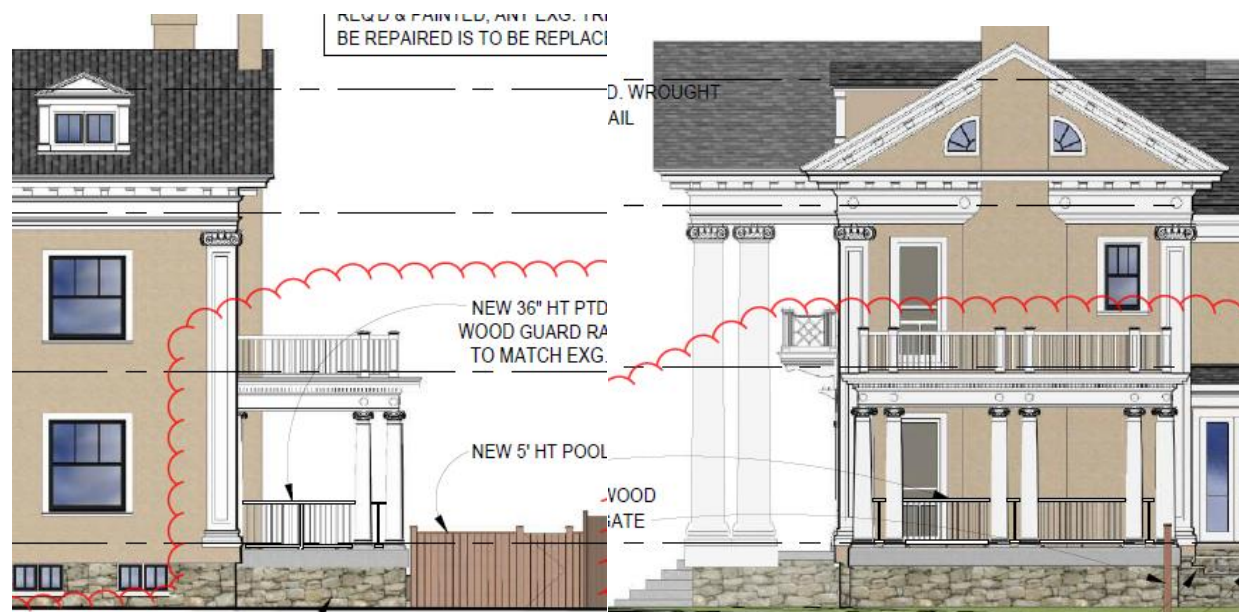 REQ'D & PAINTED, ANY EXG. TRI
BE REPAIRED IS TO BE REPLAC
D. WROUGHT
AIL
NEW 36" HT PTD
WOOD GUARD RA
TO MATCH EXG.
NEW 5' HT POOL
WOOD
GATE